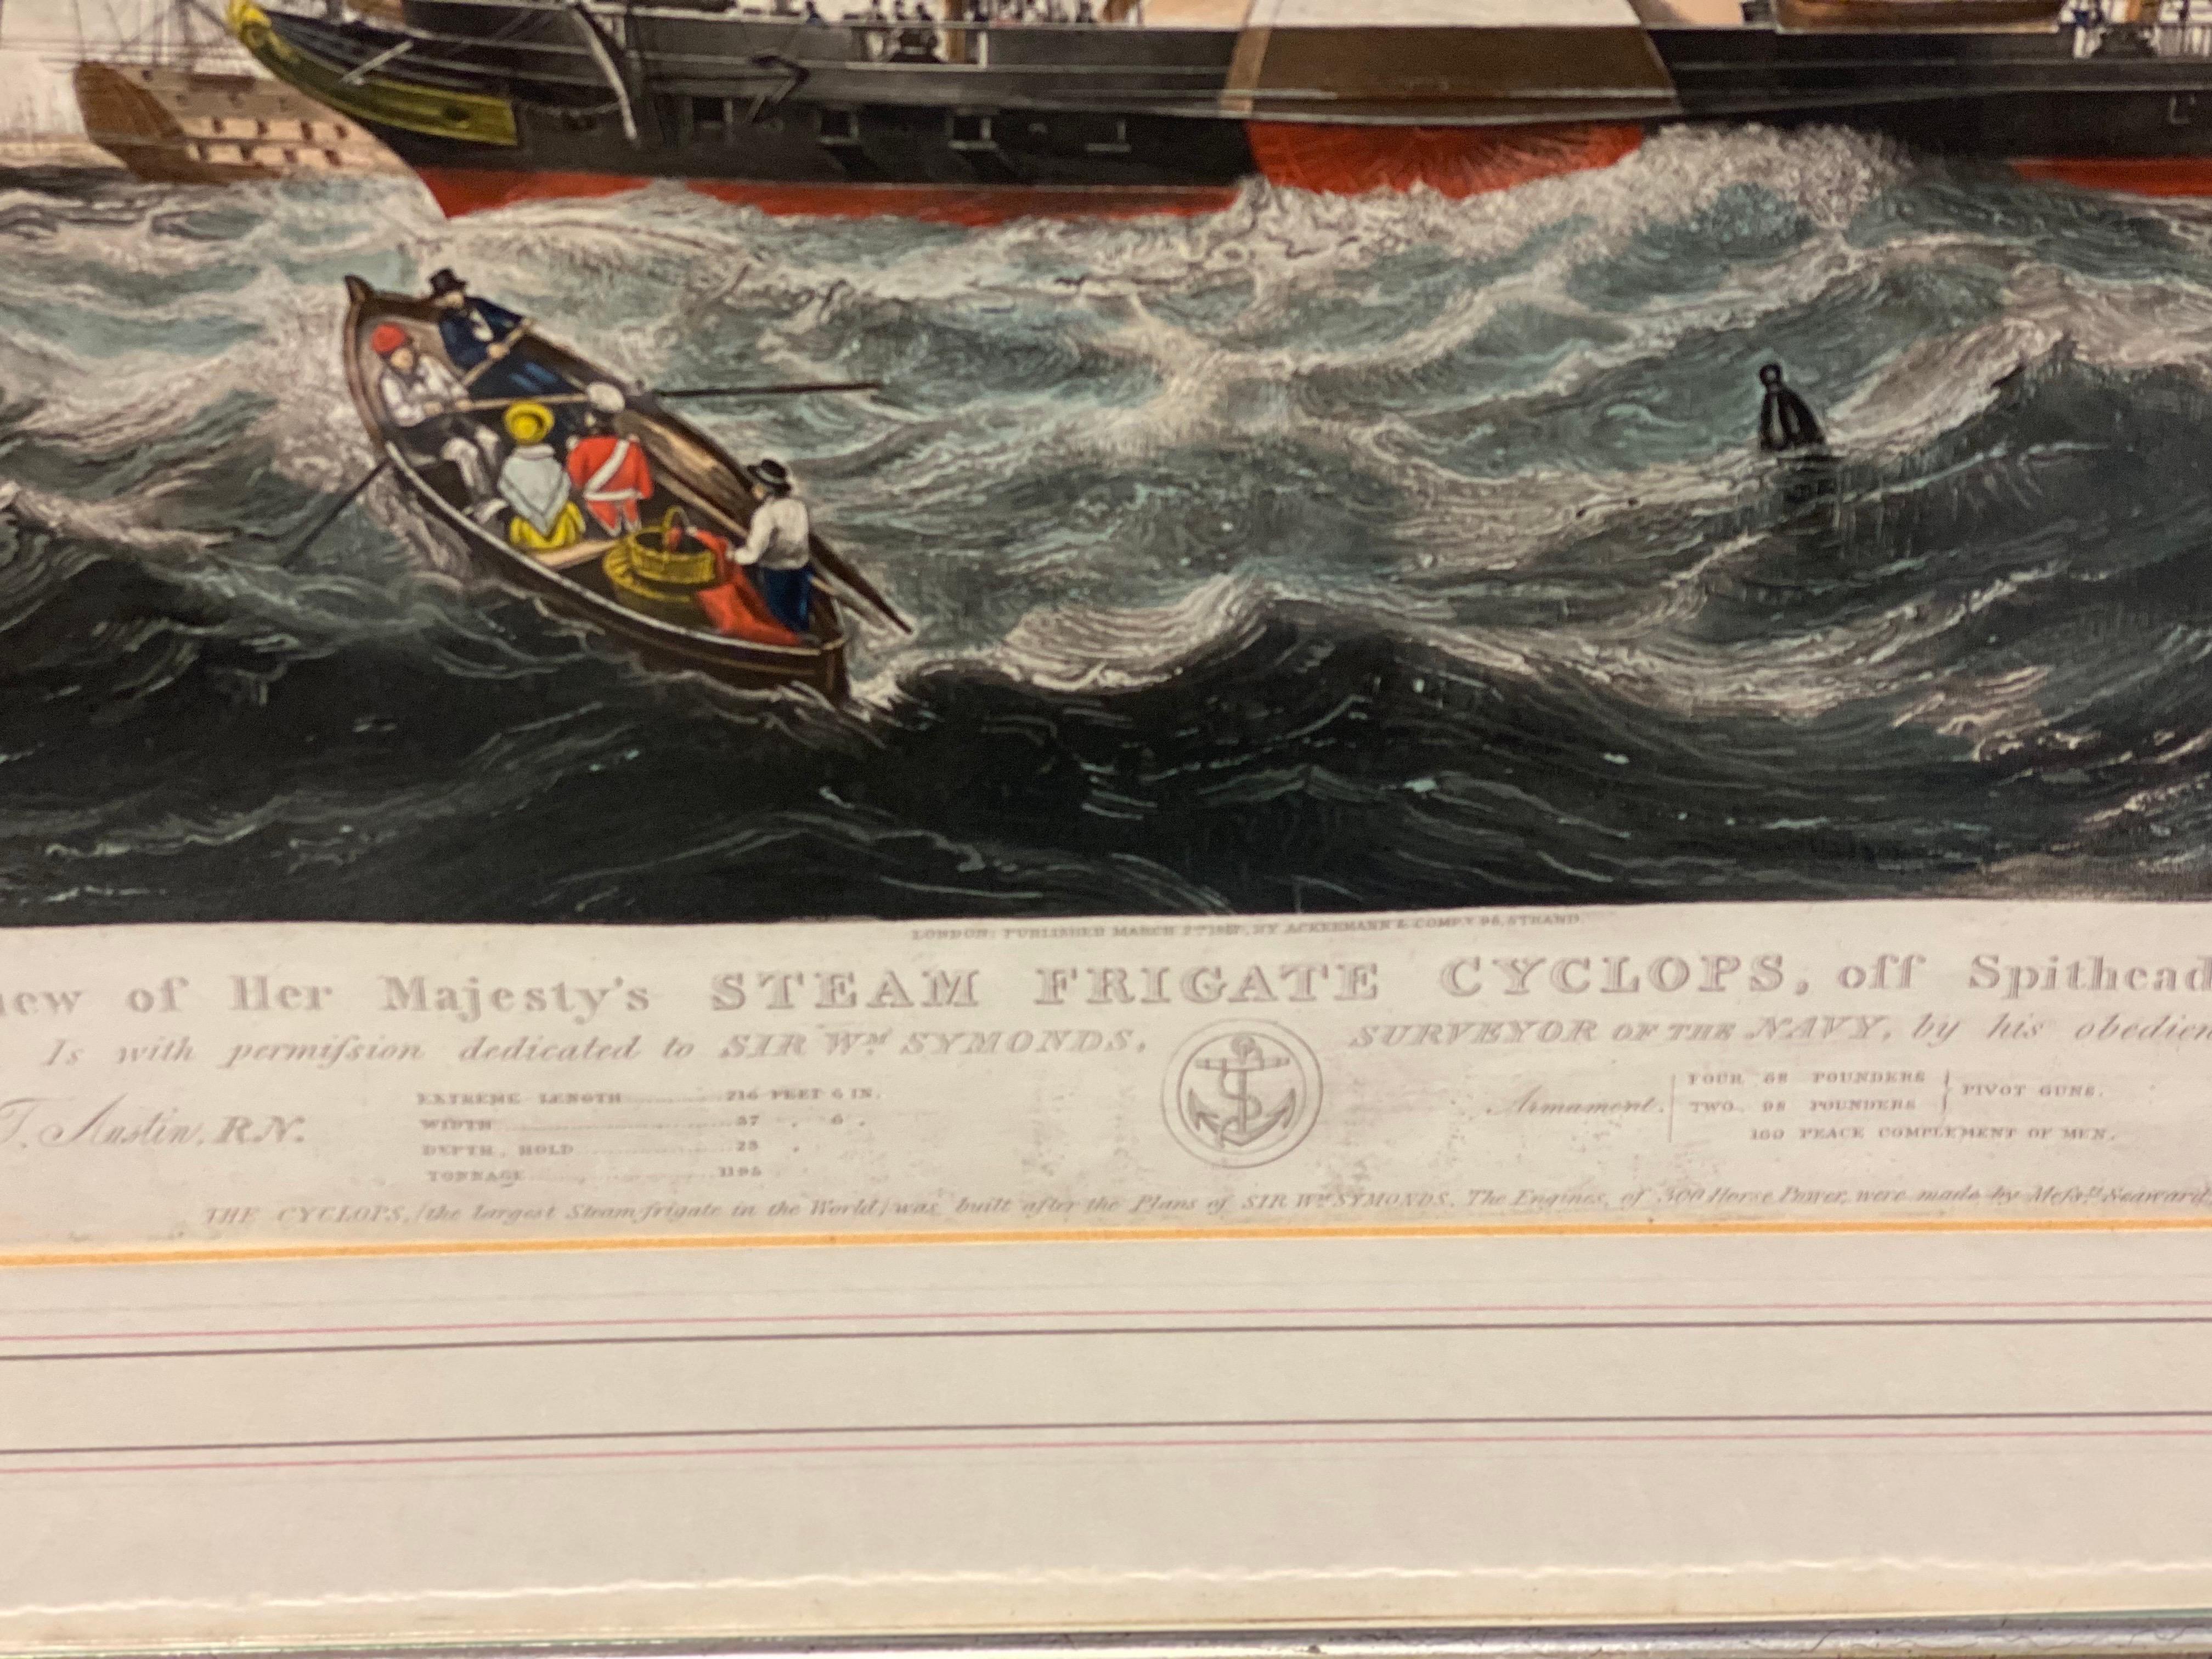 LONDON: PUBLISHED MARCH 2nd, BY ACKERMANN & COMPY 96, STRAND.
of Her Majesty's STEAM FRIGATE CYCLOPS, off Spithead
Is with permiſsion dedicated to SIR Wm SYMONDS, SURVEYOR OF THE NAVY, by his
T. Austin, R.N.
EXTREME LENGTH ........ 216 FEET 6 IN.
WIDTH ........ 37 " 6 "
DEPTH, HOLD ........ 23 "
TONNAGE ........ 1195
Armament. FOUR 68 POUNDERS
TWO 98 POUNDERS
PIVOT GUNS.
160 PEACE COMPLEMENT OF MEN.
THE CYCLOPS, (the largest Steam frigate in the World) was built after the Plans of SIR Wm SYMONDS. The Engines, of 300 Horse Power, were made by Meſsrs Seaward